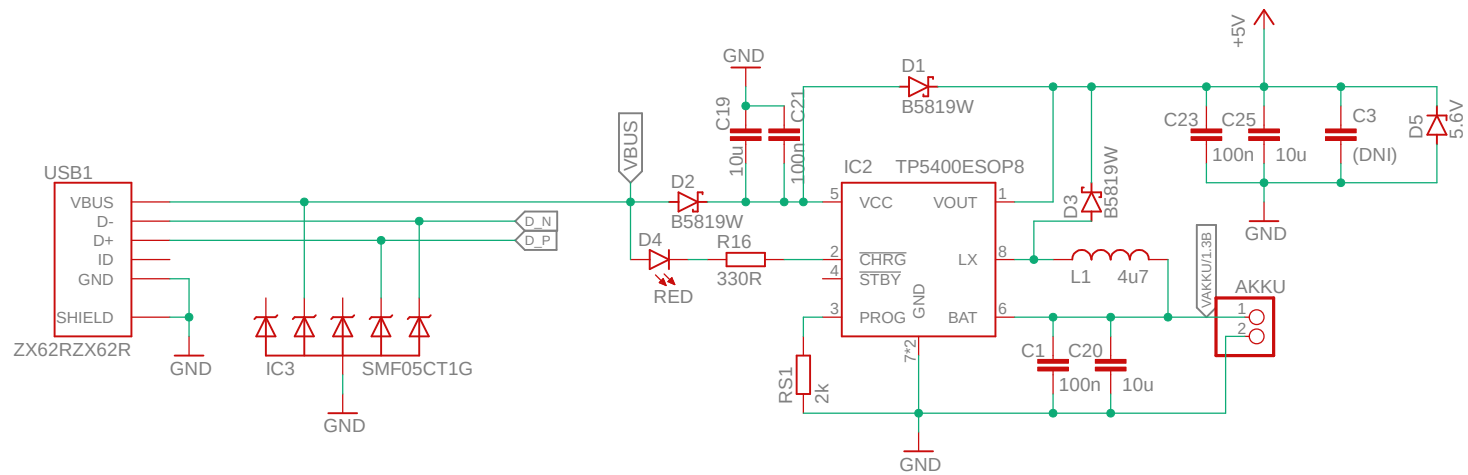 +5V
GND
D1
B5819W
C19
10u
C21
100n
VBUS
C23
100n
C25
10u
C3
(DNI)
D5
5.6V
IC2
TP5400ESOP8
D3
B5819W
USB1
VBUS
D-
D+
ID
GND
SHIELD
ZX62RZX62R
D_N
D_P
D2
B5819W
D4
RED
R16
330R
5
VCC
VOUT
1
2
CHRG
4
STBY
LX
8
GND
3
PROG
BAT
6
7*2
L1
4u7
GND
VAKKU/1.3B
AKKU
1
2
GND
IC3
SMF05CT1G
GND
RS1
2k
C1
100n
C20
10u
GND